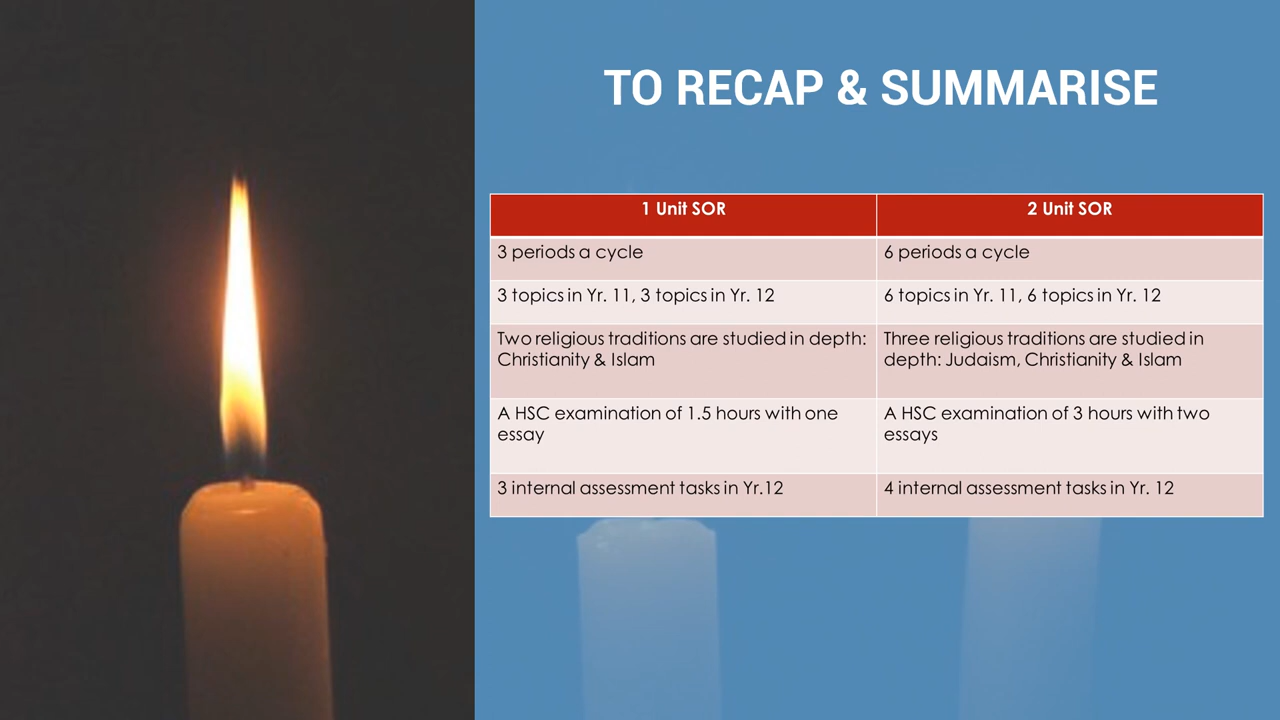 TO RECAP & SUMMARISE
1 Unit SOR
2 Unit SOR
3 periods a cycle
6 periods a cycle
3 topics in Yr. 11, 3 topics in Yr. 12
6 topics in Yr. 11, 6 topics in Yr. 12
Two religious traditions are studied in depth:
Christianity & Islam
Three religious traditions are studied in
depth: Judaism, Christianity & Islam
A HSC examination of 1.5 hours with one
essay
A HSC examination of 3 hours with two
essays
3 internal assessment tasks in Yr.12
4 internal assessment tasks in Yr. 12